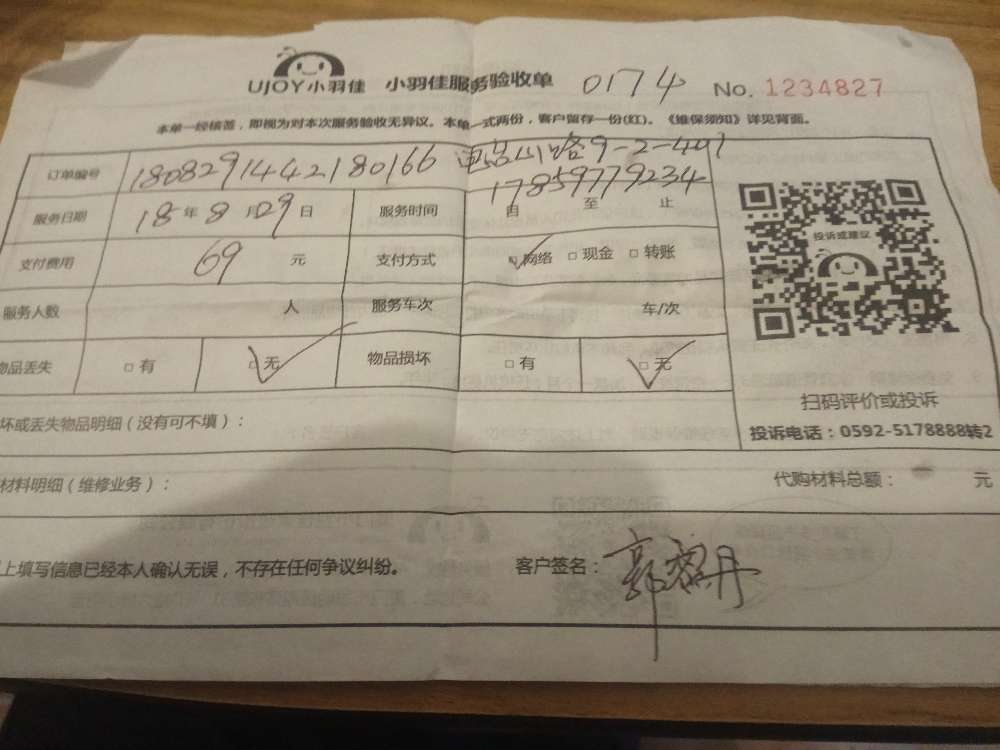 UJOY小羽佳 小羽佳服务验收单 0174 No. 1234827
本单一经核签，即视为对本次服务验收无异议。本单一式两份，客户留存一份(红)。《维保须知》详见背面。
订单编号 1808291442180166 山路9-2-401
17859779234
服务日期 18年8月29日 服务时间 自 至 止
投诉或建议
支付费用 69 元 支付方式 网络 现金 转账
服务人数 人 服务车次 车/次
物品丢失 有 无 物品损坏 有 无
扫码评价或投诉
坏或丢失物品明细（没有可不填）：
投诉电话：0592-5178888转2
材料明细（维修业务）： 代购材料总额： 元
上填写信息已经本人确认无误，不存在任何争议纠纷。 客户签名：郭丹